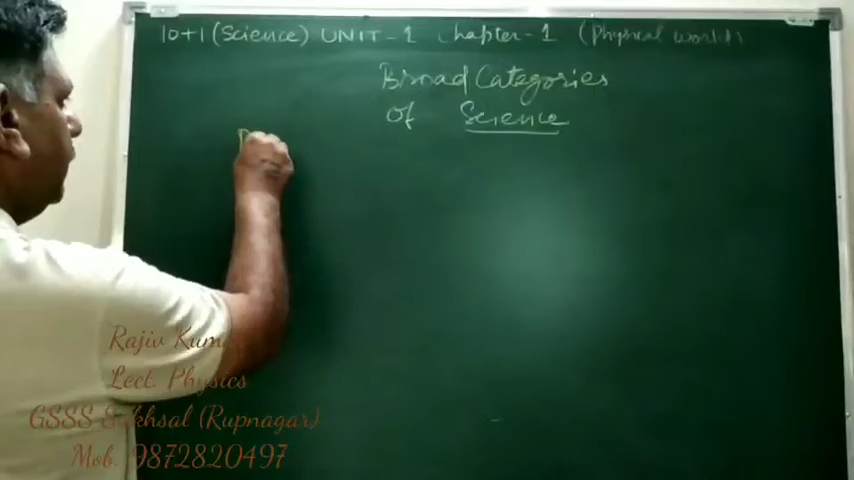 10+1 (Science) UNIT-1 Chapter-1 (Physical world)
Broad Categories
of Science
Rajiv Kumar
Lect. Physics
GSSS Sukhsal (Rupnagar)
Mob. 9872820497